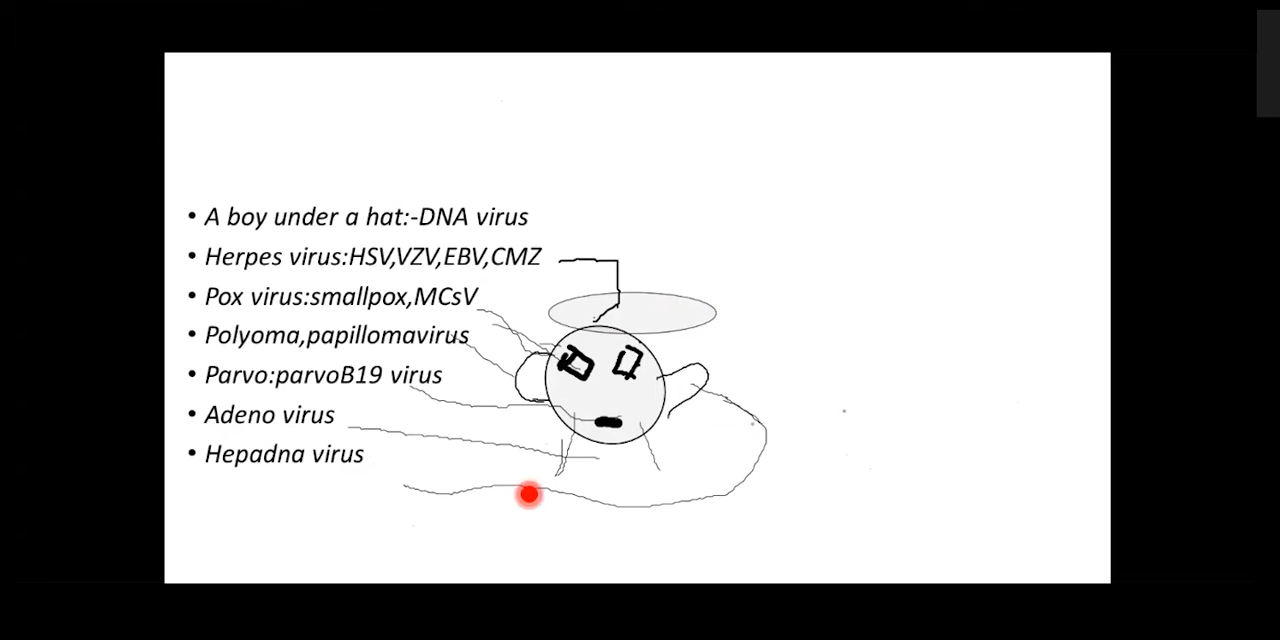 • A boy under a hat:-DNA virus
• Herpes virus:HSV,VZV,EBV,CMZ
• Pox virus:smallpox,MCsV
• Polyoma,papillomavirus
• Parvo:parvoB19 virus
• Adeno virus
• Hepadna virus